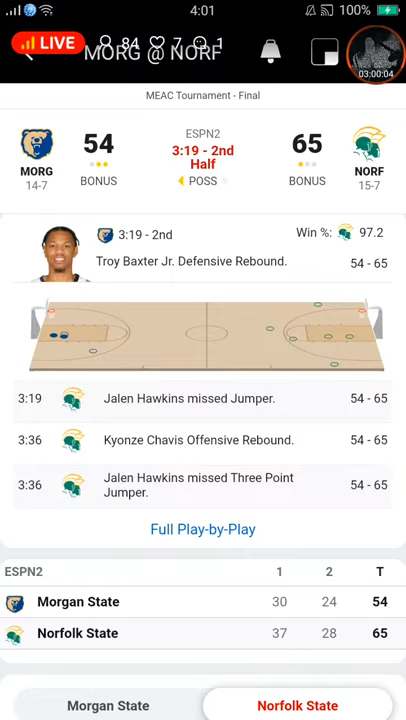 4:01
100%
LIVE 84 7 1
MORG @ NORF
03:00:04
MEAC Tournament - Final
54 ESPN2 65
3:19 - 2nd
Half
MORG NORF
14-7 BONUS POSS BONUS 15-7
3:19 - 2nd Win %: 97.2
Troy Baxter Jr. Defensive Rebound. 54 - 65
3:19 Jalen Hawkins missed Jumper. 54 - 65
3:36 Kyonze Chavis Offensive Rebound. 54 - 65
3:36 Jalen Hawkins missed Three Point 54 - 65
Jumper.
Full Play-by-Play
ESPN2 1 2 T
Morgan State 30 24 54
Norfolk State 37 28 65
Morgan State Norfolk State